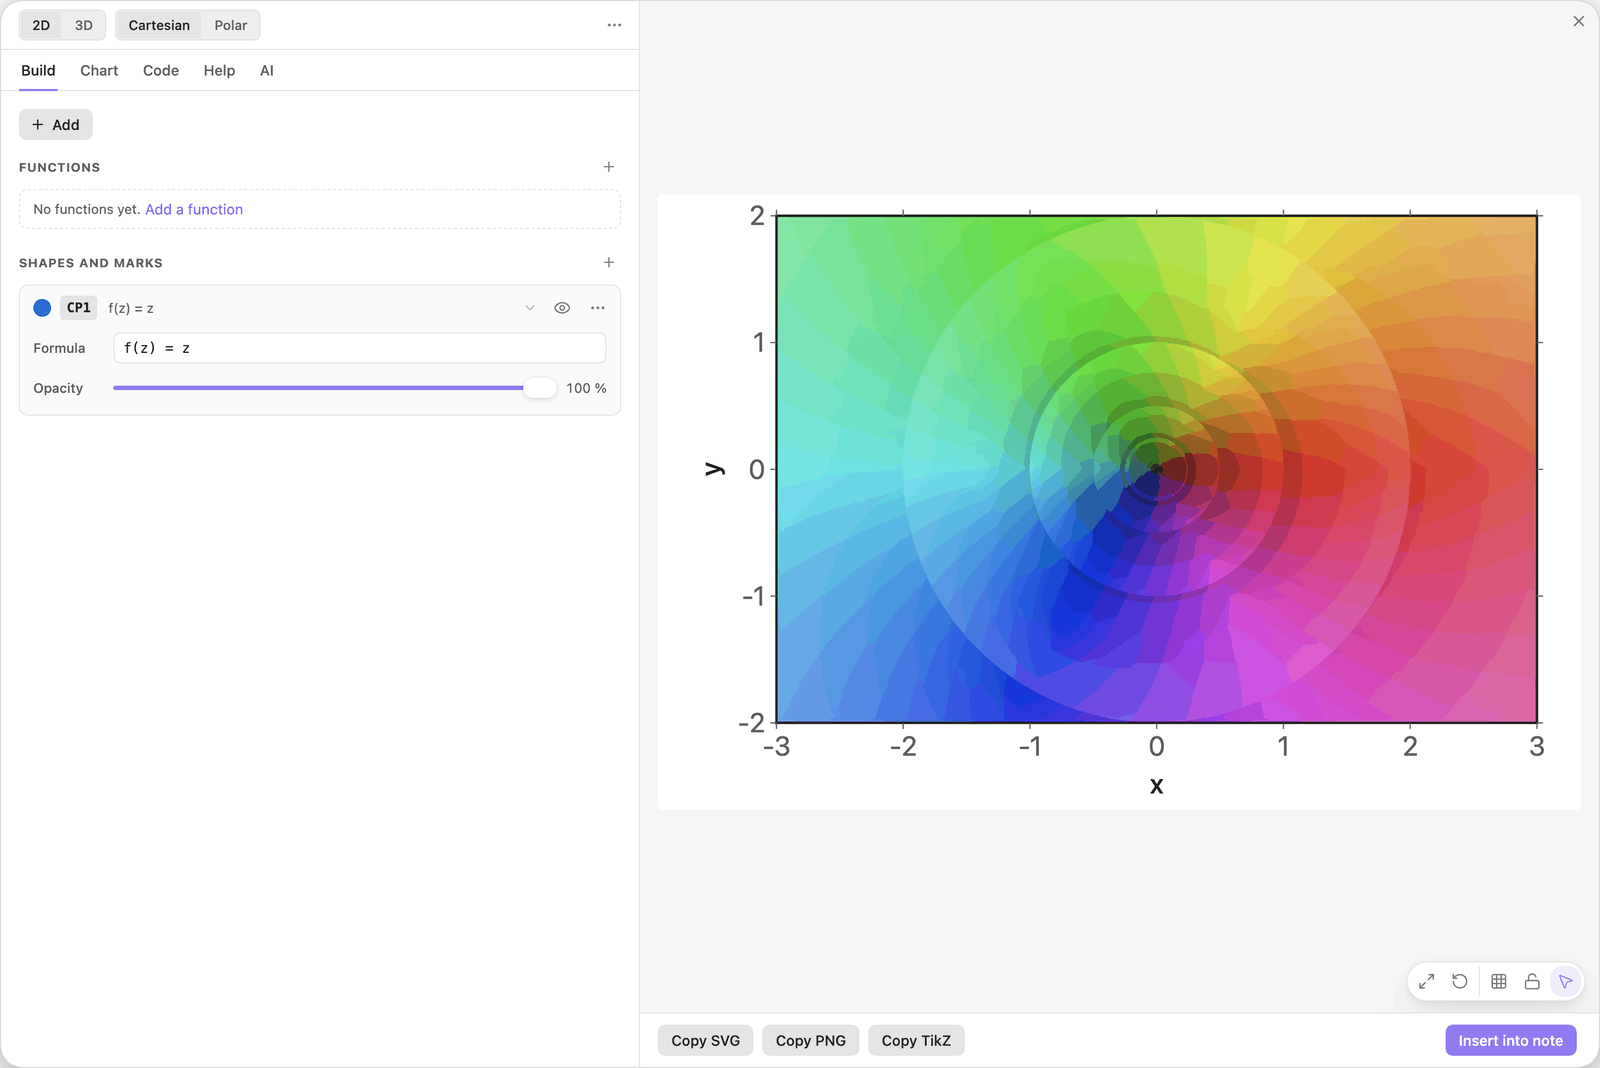 2D 3D Cartesian Polar
Build Chart Code Help AI
+ Add
FUNCTIONS
No functions yet. Add a function
SHAPES AND MARKS
CP1 f(z) = z
Formula f(z) = z
Opacity 100 %
2
1
0
-1
-2
y
-3 -2 -1 0 1 2 3
x
Copy SVG Copy PNG Copy TikZ Insert into note